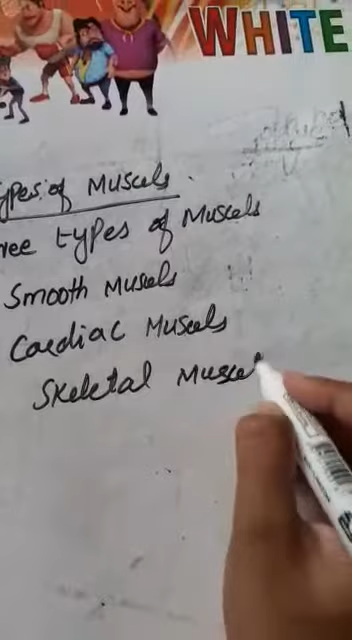 WHITE
ypes of Muscels.
ree types of Muscels
Smooth Muscels
Cardiac Muscels
Skeletal Muscel